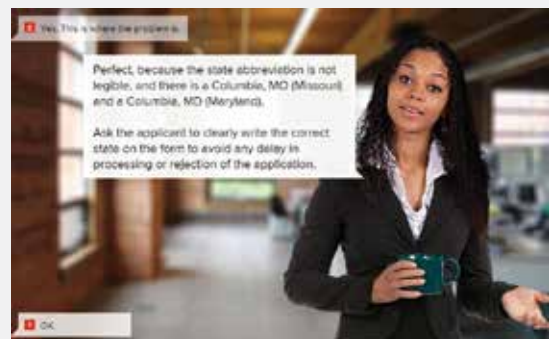 Yes, This is where the problem is.
Perfect, because the state abbreviation is not
legible, and there is a Columbia, MO (Missouri)
and a Columbia, MD (Maryland).
Ask the applicant to clearly write the correct
state on the form to avoid any delay in
processing or rejection of the application.
OK